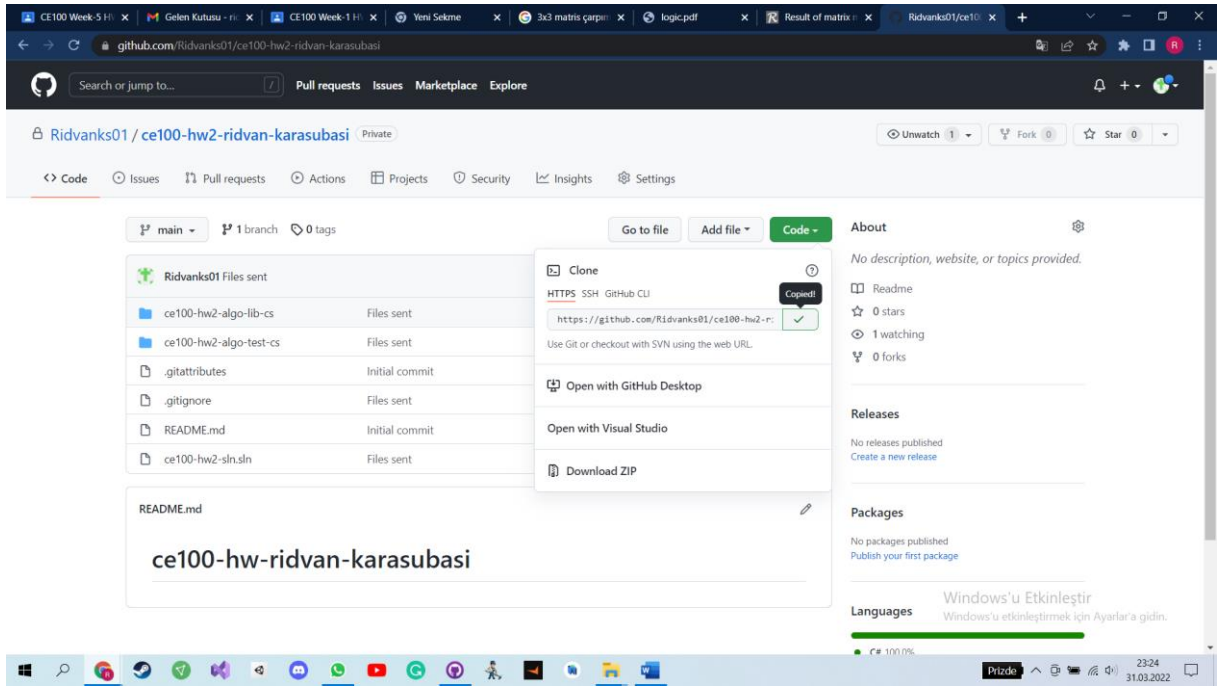 CE100 Week-5 H
Gelen Kutusu - ri
CE100 Week-1 H
Yeni Sekme
3x3 matris çarpım
logic.pdf
Result of matrix
Ridvanks01/ce10
github.com/Ridvanks01/ce100-hw2-ridvan-karasubasi
R
Search or jump to...
/
Pull requests Issues Marketplace Explore
Ridvanks01 / ce100-hw2-ridvan-karasubasi Private
Unwatch 1
Fork 0
Star 0
Code Issues Pull requests Actions Projects Security Insights Settings
main 1 branch 0 tags
Go to file Add file Code
Ridvanks01 Files sent
ce100-hw2-algo-lib-cs Files sent
ce100-hw2-algo-test-cs Files sent
.gitattributes Initial commit
.gitignore Files sent
README.md Initial commit
ce100-hw2-sln.sln Files sent
Clone
HTTPS SSH GitHub CLI
Copied!
https://github.com/Ridvanks01/ce100-hw2-r
Use Git or checkout with SVN using the web URL.
Open with GitHub Desktop
Open with Visual Studio
Download ZIP
README.md
ce100-hw-ridvan-karasubasi
About
No description, website, or topics provided.
Readme
0 stars
1 watching
0 forks
Releases
No releases published
Create a new release
Packages
No packages published
Publish your first package
Languages
C# 100.0%
Windows'u Etkinleştir
Windows'u etkinleştirmek için Ayarlar'a gidin.
Prizde
23:24
31.03.2022